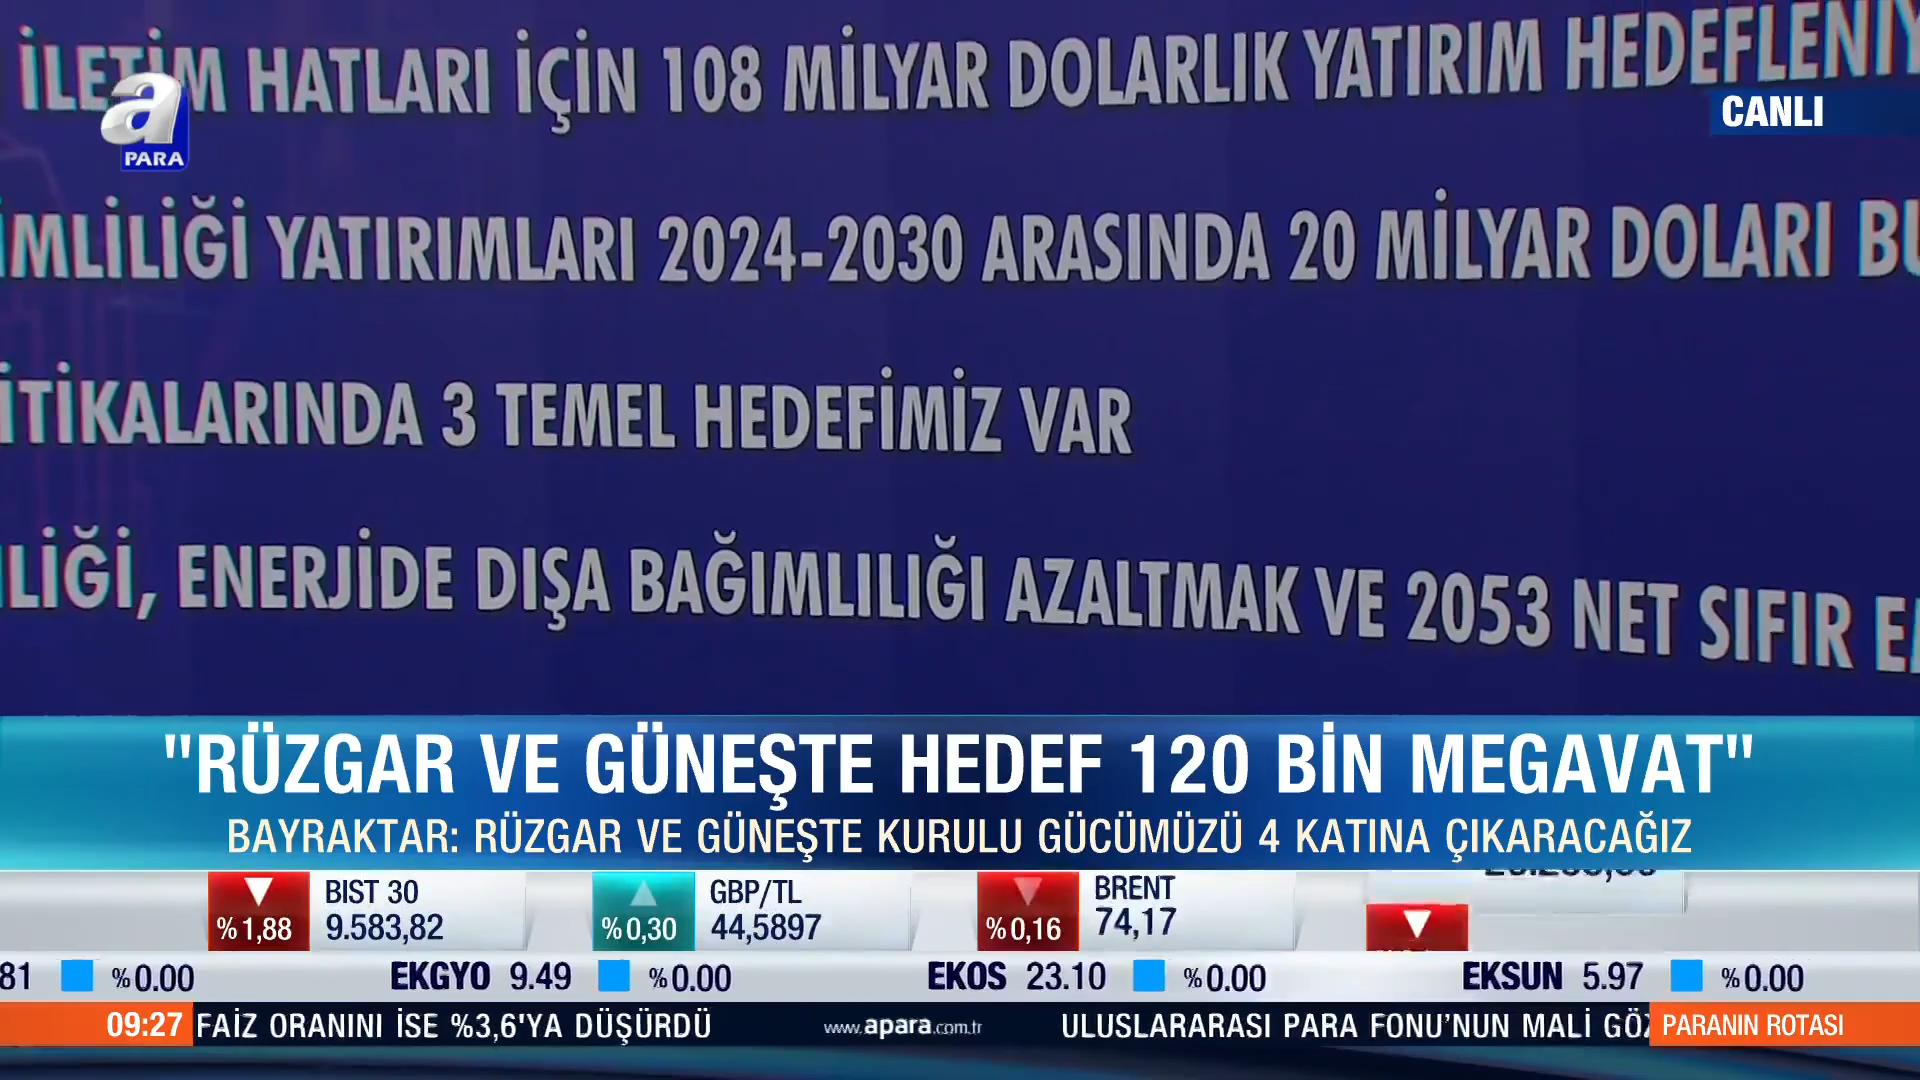 İLETİM HATLARI İÇİN 108 MİLYAR DOLARLIK YATIRIM HEDEFLENİY
a
PARA
CANLI
İMLİLİĞİ YATIRIMLARI 2024-2030 ARASINDA 20 MİLYAR DOLARI BU
İTİKALARINDA 3 TEMEL HEDEFİMİZ VAR
LİĞİ, ENERJİDE DIŞA BAĞIMLILIĞI AZALTMAK VE 2053 NET SIFIR
"RÜZGAR VE GÜNEŞTE HEDEF 120 BİN MEGAVAT"
BAYRAKTAR: RÜZGAR VE GÜNEŞTE KURULU GÜCÜMÜZÜ 4 KATINA ÇIKARACAĞIZ
%1,88 BIST 30 9.583,82
%0,30 GBP/TL 44,5897
%0,16 BRENT 74,17
81 %0.00 EKGYO 9.49 %0.00 EKOS 23.10 %0.00 EKSUN 5.97 %0.00
09:27 FAİZ ORANINI İSE %3,6'YA DÜŞÜRDÜ www.apara.com.tr ULUSLARARASI PARA FONU'NUN MALİ GÖZ PARANIN ROTASI